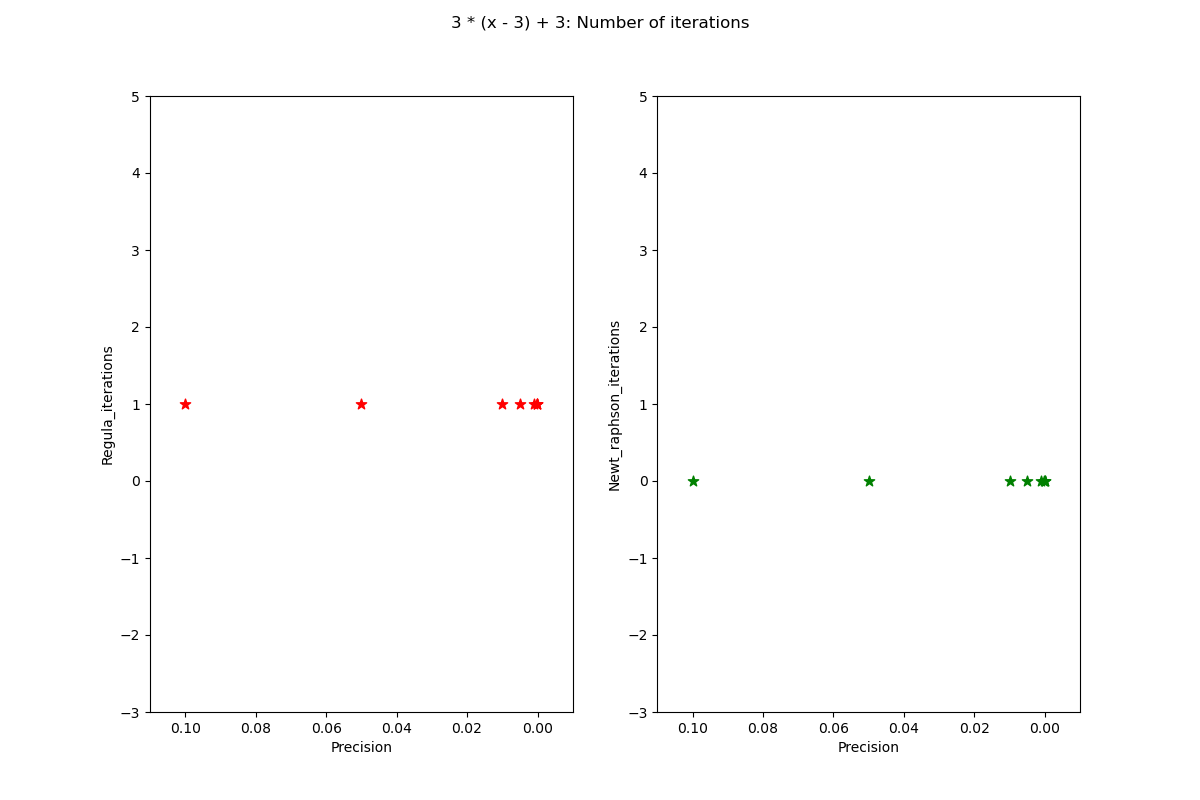 3 * (x - 3) + 3: Number of iterations
5
4
3
2
1
0
−1
−2
−3
Regula_iterations
0.10 0.08 0.06 0.04 0.02 0.00
Precision
5
4
3
2
1
0
−1
−2
−3
Newt_raphson_iterations
0.10 0.08 0.06 0.04 0.02 0.00
Precision